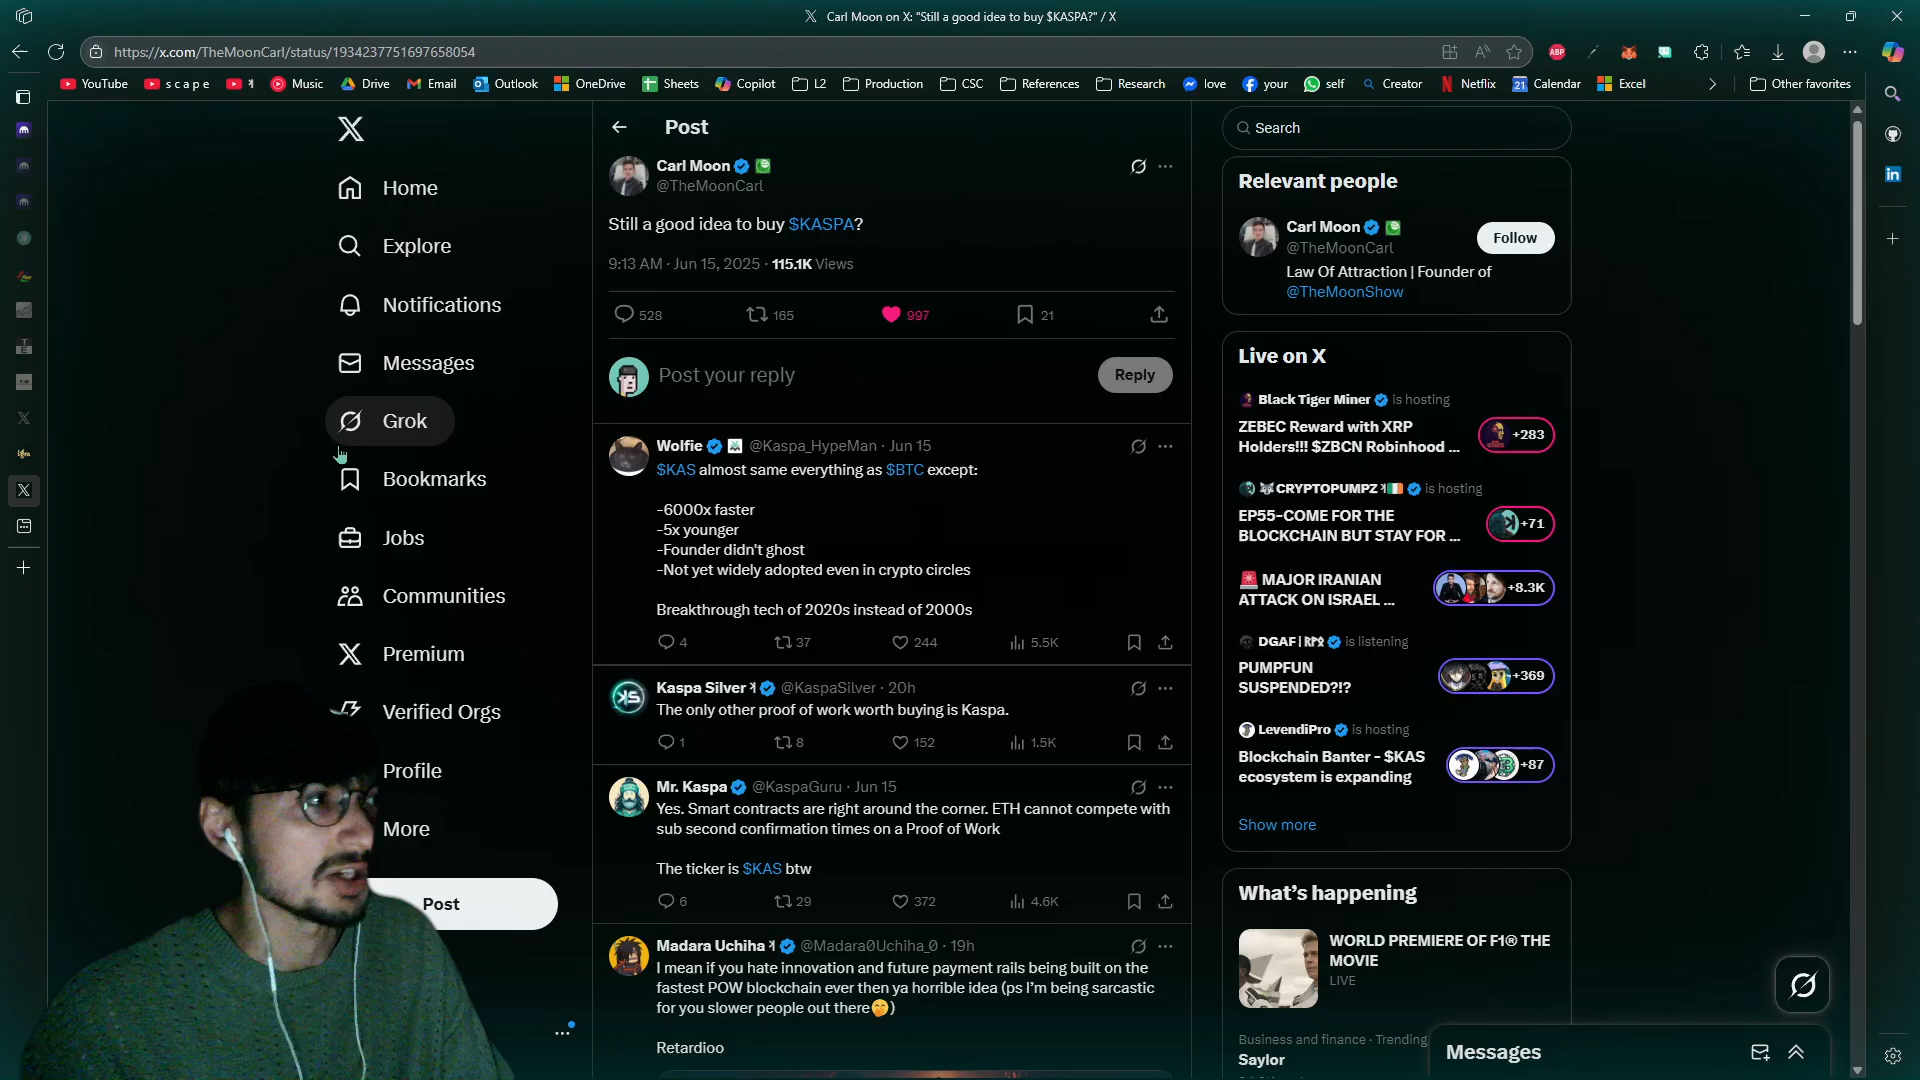 Carl Moon on X: "Still a good idea to buy $KASPA?" / X
https://x.com/TheMoonCarl/status/1934237751697658054
YouTube
s c a p e
Music
Drive
Email
Outlook
OneDrive
Sheets
Copilot
L2
Production
CSC
References
Research
love
your
self
Creator
Netflix
Calendar
Excel
Other favorites
Home
Explore
Notifications
Messages
Grok
Bookmarks
Jobs
Communities
Premium
Verified Orgs
Profile
More
Post
Post
Carl Moon
@TheMoonCarl
Still a good idea to buy $KASPA?
9:13 AM · Jun 15, 2025 · 115.1K Views
528 165 997 21
Post your reply
Reply
Wolfie @Kaspa_HypeMan · Jun 15
$KAS almost same everything as $BTC except:
-6000x faster
-5x younger
-Founder didn't ghost
-Not yet widely adopted even in crypto circles
Breakthrough tech of 2020s instead of 2000s
4 37 244 5.5K
Kaspa Silver @KaspaSilver · 20h
The only other proof of work worth buying is Kaspa.
1 8 152 1.5K
Mr. Kaspa @KaspaGuru · Jun 15
Yes. Smart contracts are right around the corner. ETH cannot compete with
sub second confirmation times on a Proof of Work
The ticker is $KAS btw
6 29 372 4.6K
Madara Uchiha @Madara0Uchiha_0 · 19h
I mean if you hate innovation and future payment rails being built on the
fastest POW blockchain ever then ya horrible idea (ps I'm being sarcastic
for you slower people out there🤭)
Retardioo
Search
Relevant people
Carl Moon
@TheMoonCarl
Follow
Law Of Attraction | Founder of
@TheMoonShow
Live on X
Black Tiger Miner is hosting
ZEBEC Reward with XRP
Holders!!! $ZBCN Robinhood ...
+283
CRYPTOPUMPZ is hosting
EP55-COME FOR THE
BLOCKCHAIN BUT STAY FOR ...
+71
🚨 MAJOR IRANIAN
ATTACK ON ISRAEL ...
+8.3K
DGAF | is listening
PUMPFUN
SUSPENDED?!?
+369
LevendiPro is hosting
Blockchain Banter - $KAS
ecosystem is expanding
+87
Show more
What's happening
WORLD PREMIERE OF F1® THE
MOVIE
LIVE
Business and finance · Trending
Saylor
Messages